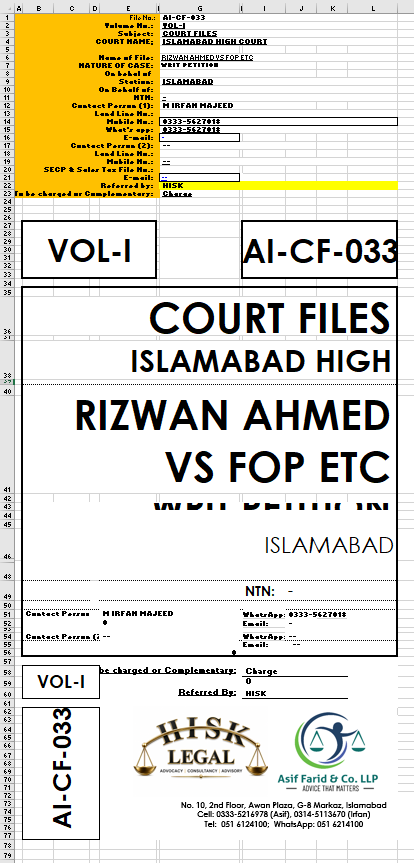 File No.: AI-CF-033
Volume No.: VOL-I
Subject: COURT FILES
COURT NAME: ISLAMABAD HIGH COURT
Name of File: RIZWAN AHMED VS FOP ETC
NATURE OF CASE: WRIT PETITION
On behalf of
Station: ISLAMABAD
On Behalf of:
NTN: -
Contact Person (1): M IRFAN MAJEED
Land Line No.:
Mobile No.: 0333-5627018
What's app: 0333-5627018
E-mail: -
Contact Person (2): --
Land Line No.:
Mobile No.: --
SECP & Sales Tax File No.:
E-mail: --
Referred by: HISK
To be charged or Complementary: Charge
VOL-I AI-CF-033
COURT FILES
ISLAMABAD HIGH
RIZWAN AHMED
VS FOP ETC
WRIT PETITION
ISLAMABAD
NTN: -
Contact Person M IRFAN MAJEED WhatsApp: 0333-5627018
0 Email: -
Contact Person (2 -- WhatsApp: --
Email: --
0
VOL-I
be charged or Complementary: Charge
0
Referred By: HISK
AI-CF-033
HISK
LEGAL
ADVOCACY CONSULTANCY ADVISORY
Asif Farid & Co. LLP
ADVICE THAT MATTERS
No. 10, 2nd Floor, Awan Plaza, G-8 Markaz, Islamabad
Cell: 0333-5216978 (Asif), 0314-5113670 (Irfan)
Tel: 051 6124100; WhatsApp: 051 6214100